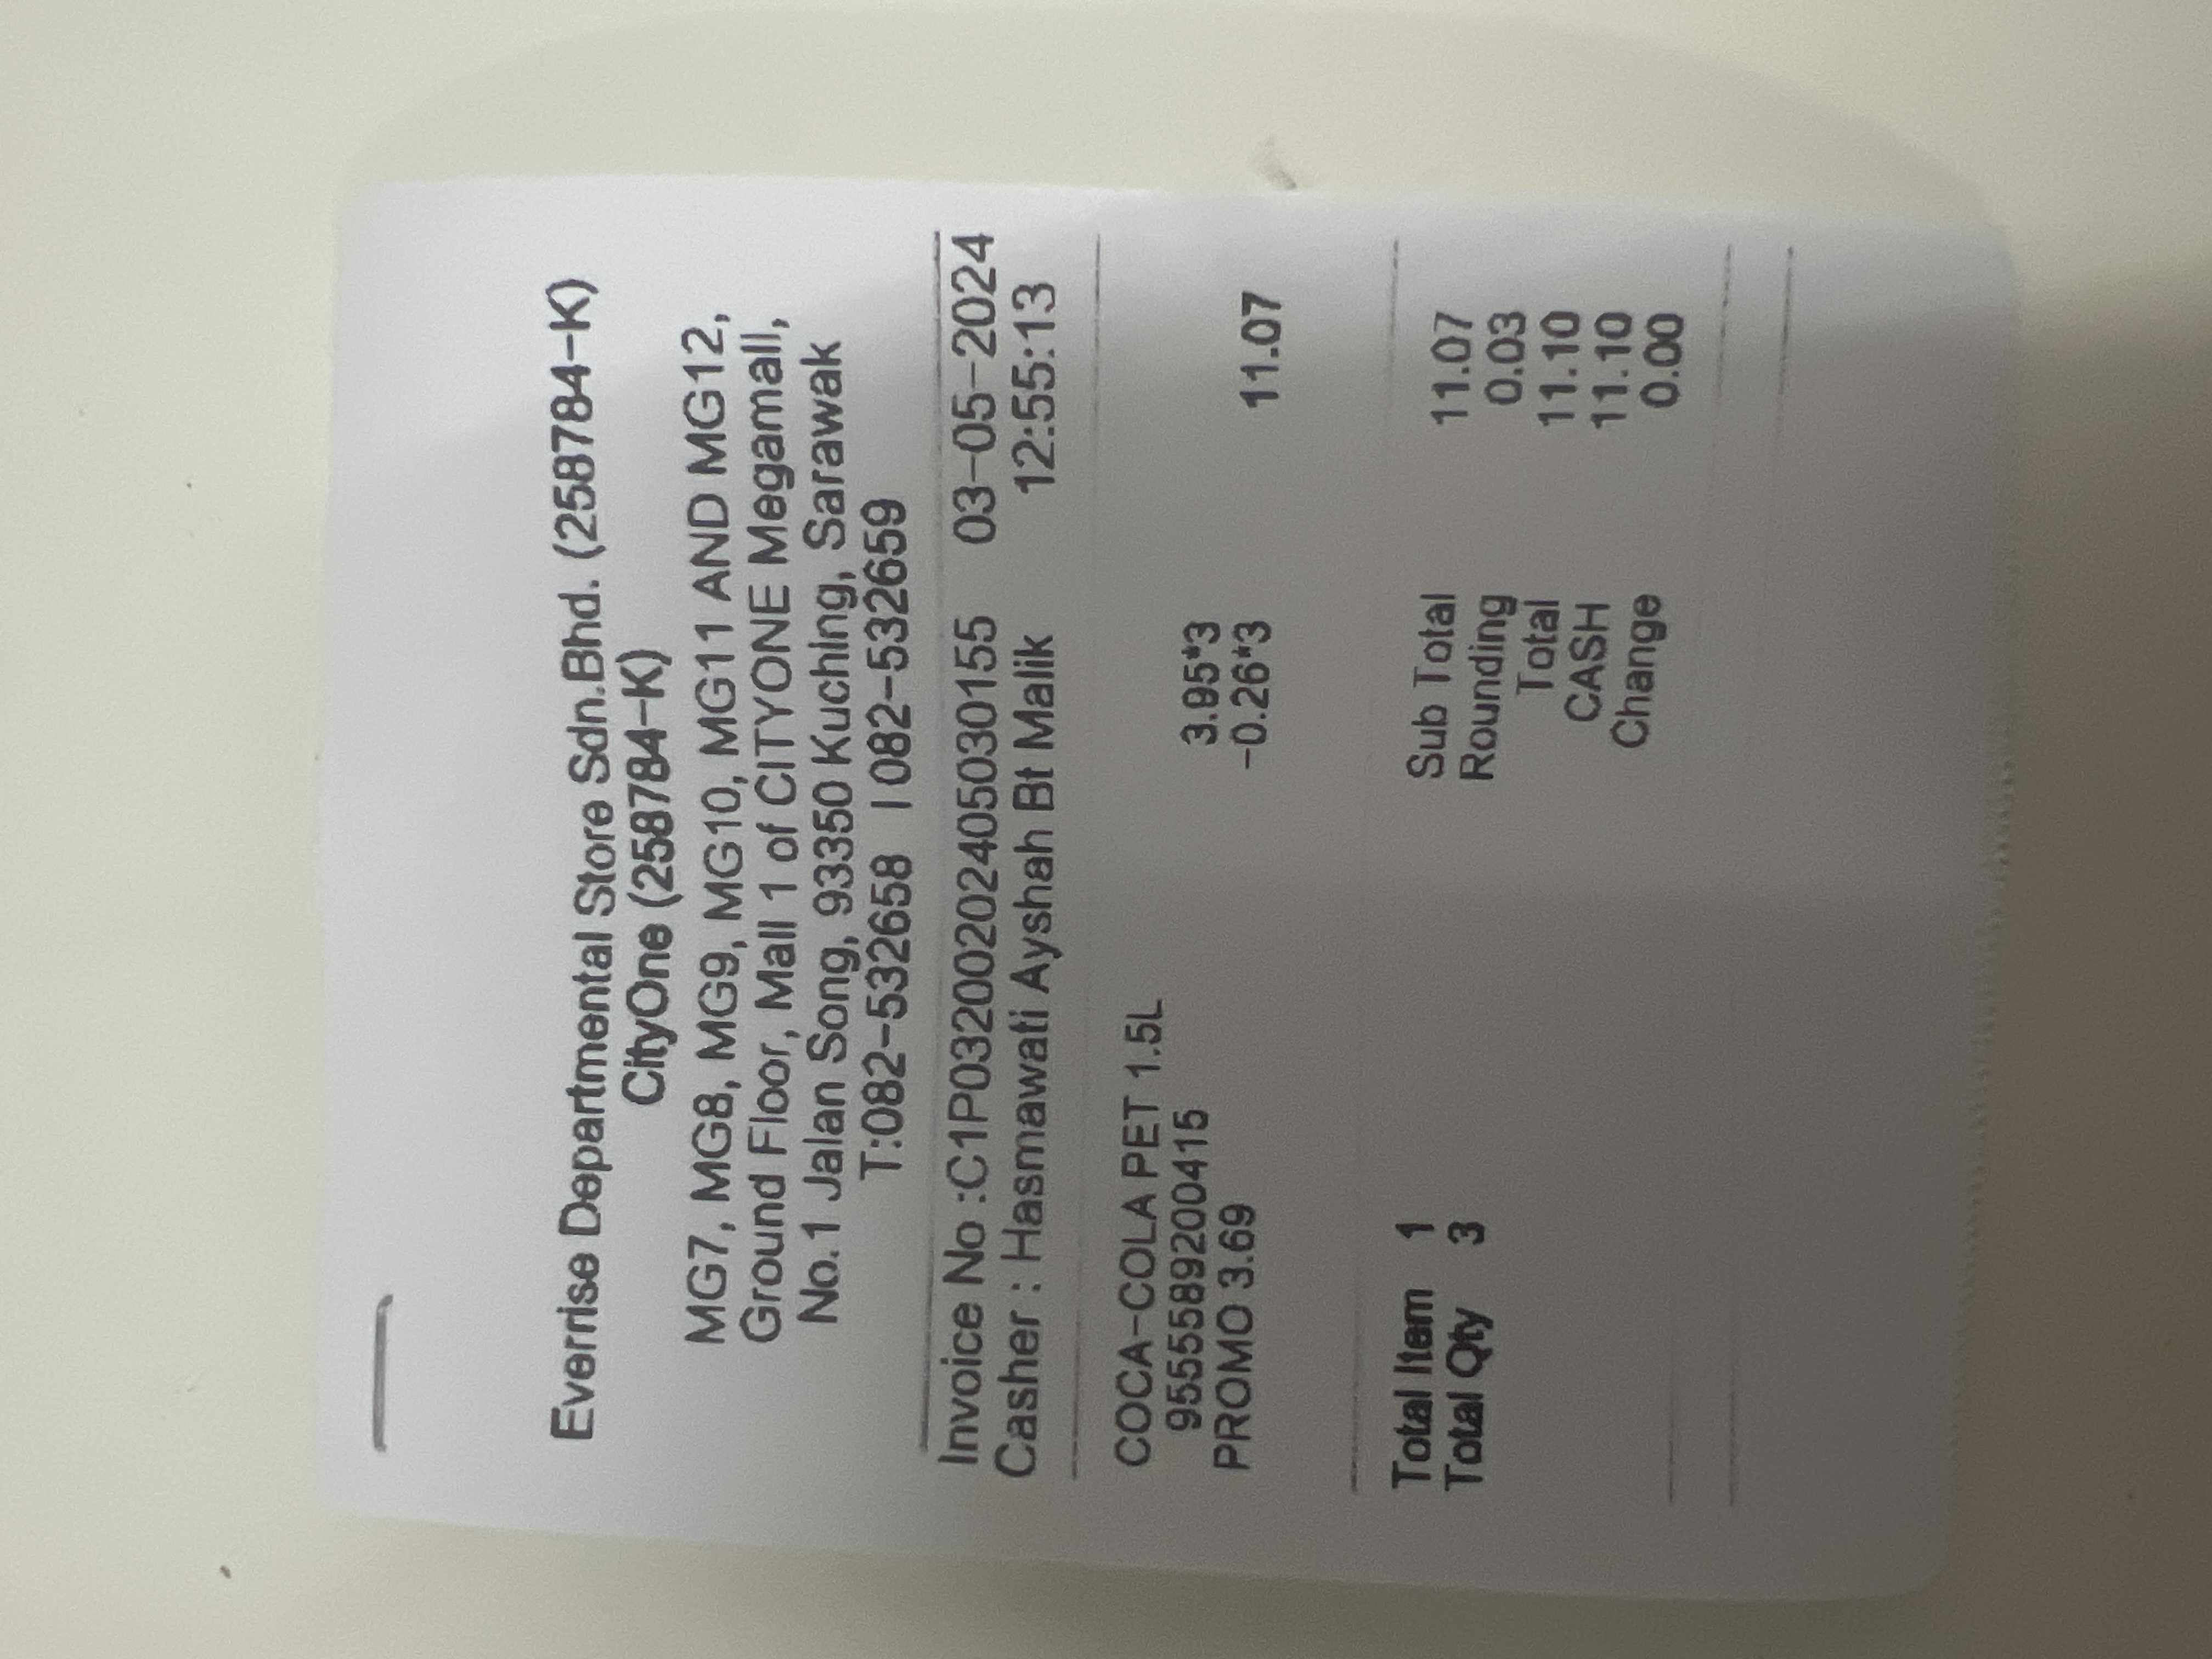 Everrise Departmental Store Sdn.Bhd. (258784-K)
CityOne (258784-K)
MG7, MG8, MG9, MG10, MG11 AND MG12,
Ground Floor, Mall 1 of CITYONE Megamall,
No.1 Jalan Song, 93350 Kuching, Sarawak
T:082-532658 | 082-532659
Invoice No :C1P03200202405030155 03-05-2024
Casher : Hasmawati Ayshah Bt Malik 12:55:13
COCA-COLA PET 1.5L
9555589200415 3.95*3
PROMO 3.69 -0.26*3 11.07
Total Item 1 Sub Total 11.07
Total Qty 3 Rounding 0.03
Total 11.10
CASH 11.10
Change 0.00